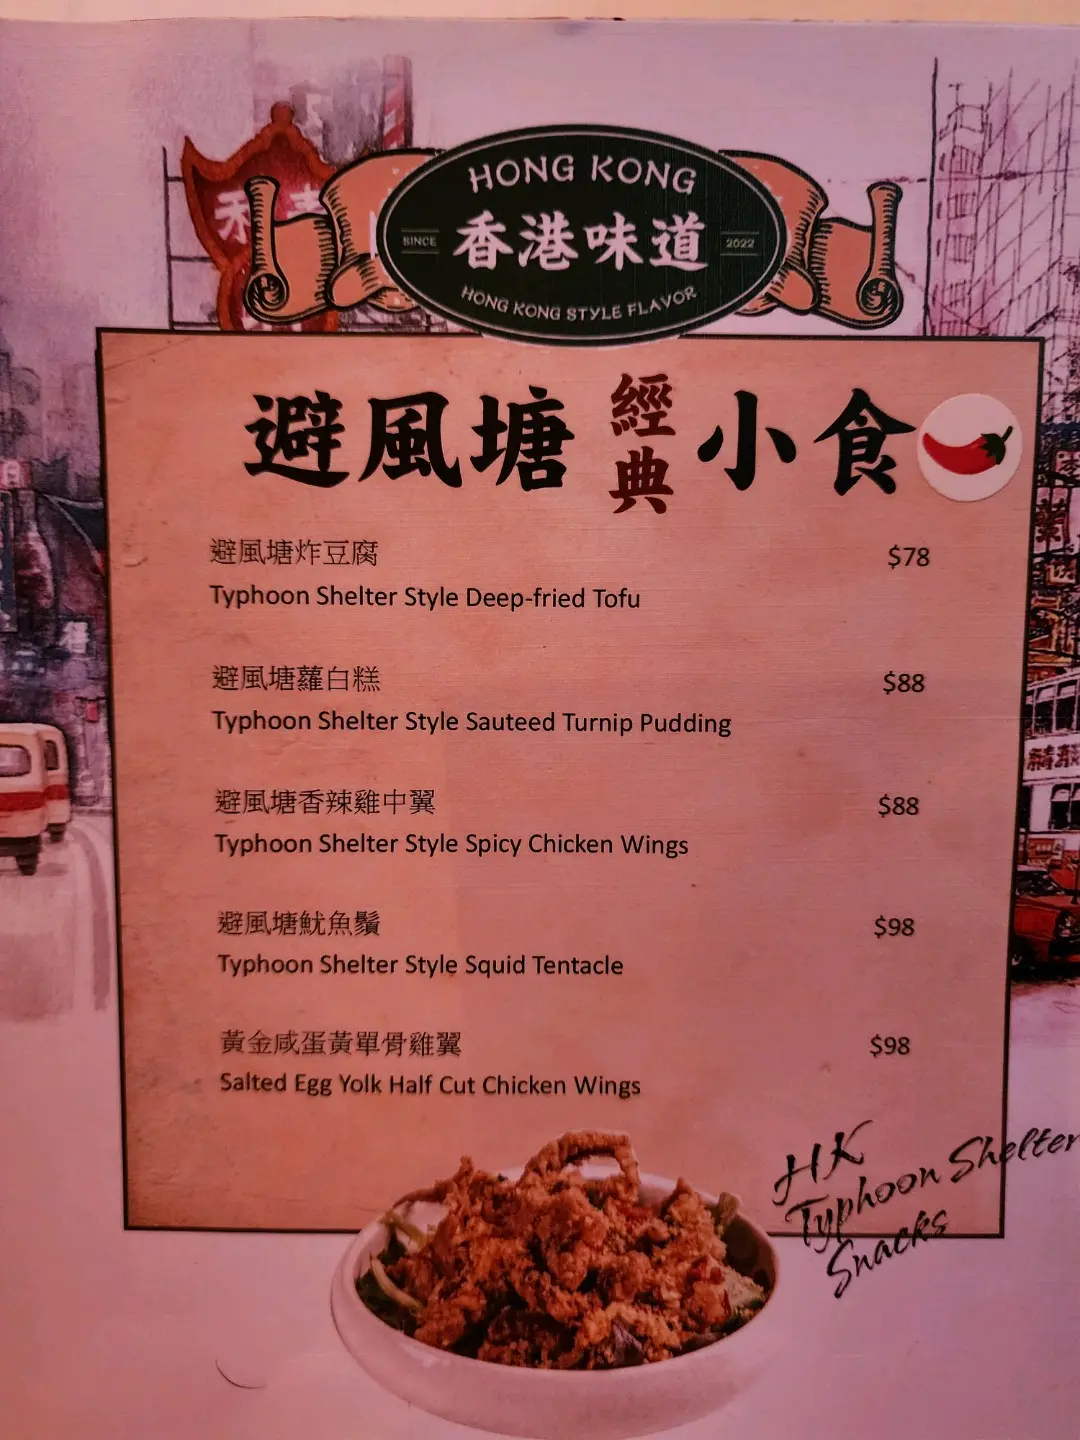 HONG KONG
SINCE 香港味道 2022
HONG KONG STYLE FLAVOR
避風塘經典小食
避風塘炸豆腐 $78
Typhoon Shelter Style Deep-fried Tofu
避風塘蘿白糕 $88
Typhoon Shelter Style Sauteed Turnip Pudding
避風塘香辣雞中翼 $88
Typhoon Shelter Style Spicy Chicken Wings
避風塘魷魚鬚 $98
Typhoon Shelter Style Squid Tentacle
黃金咸蛋黃單骨雞翼 $98
Salted Egg Yolk Half Cut Chicken Wings
HK
Typhoon Shelter
Snacks